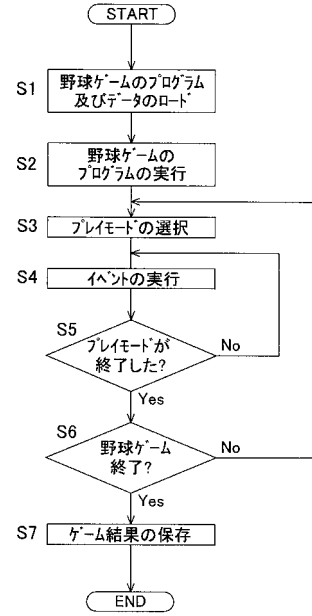 START
S1
野球ゲームのプログラム
及びデータのロード
S2
野球ゲームの
プログラムの実行
S3
プレイモードの選択
S4
イベントの実行
S5
プレイモードが
終了した?
No
Yes
S6
野球ゲーム
終了?
No
Yes
S7
ゲーム結果の保存
END